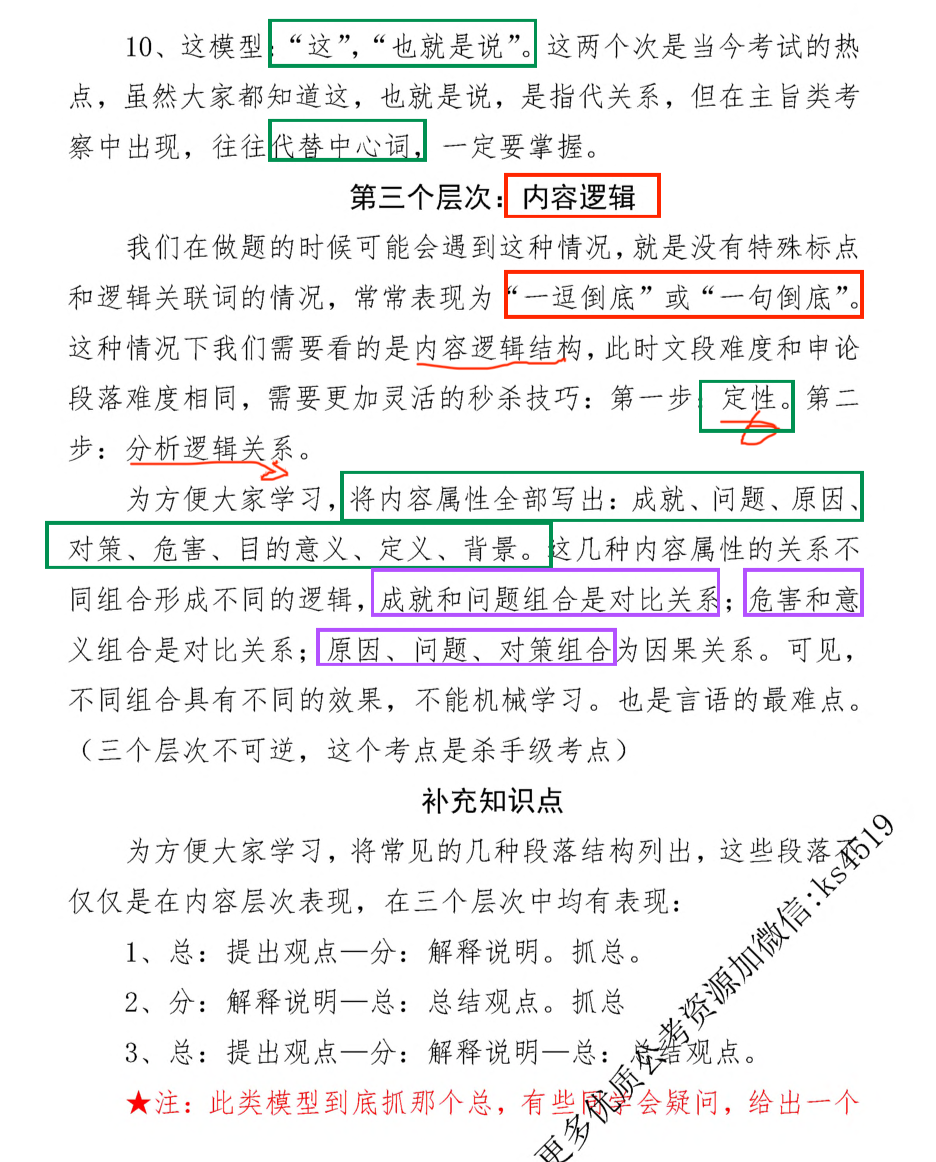 10、这模型：“这”，“也就是说”。这两个次是当今考试的热
点，虽然大家都知道这，也就是说，是指代关系，但在主旨类考
察中出现，往往代替中心词，一定要掌握。
第三个层次：内容逻辑
我们在做题的时候可能会遇到这种情况，就是没有特殊标点
和逻辑关联词的情况，常常表现为“一逗倒底”或“一句倒底”。
这种情况下我们需要看的是内容逻辑结构，此时文段难度和申论
段落难度相同，需要更加灵活的秒杀技巧：第一步：定性。第二
步：分析逻辑关系。
为方便大家学习，将内容属性全部写出：成就、问题、原因、
对策、危害、目的意义、定义、背景。这几种内容属性的关系不
同组合形成不同的逻辑，成就和问题组合是对比关系；危害和意
义组合是对比关系；原因、问题、对策组合为因果关系。可见，
不同组合具有不同的效果，不能机械学习。也是言语的最难点。
（三个层次不可逆，这个考点是杀手级考点）
补充知识点
为方便大家学习，将常见的几种段落结构列出，这些段落不
仅仅是在内容层次表现，在三个层次中均有表现：
1、总：提出观点—分：解释说明。抓总。
2、分：解释说明—总：总结观点。抓总
3、总：提出观点—分：解释说明—总：总结观点。
★注：此类模型到底抓那个总，有些同学会疑问，给出一个
更多优质公考资源加微信:ks4519